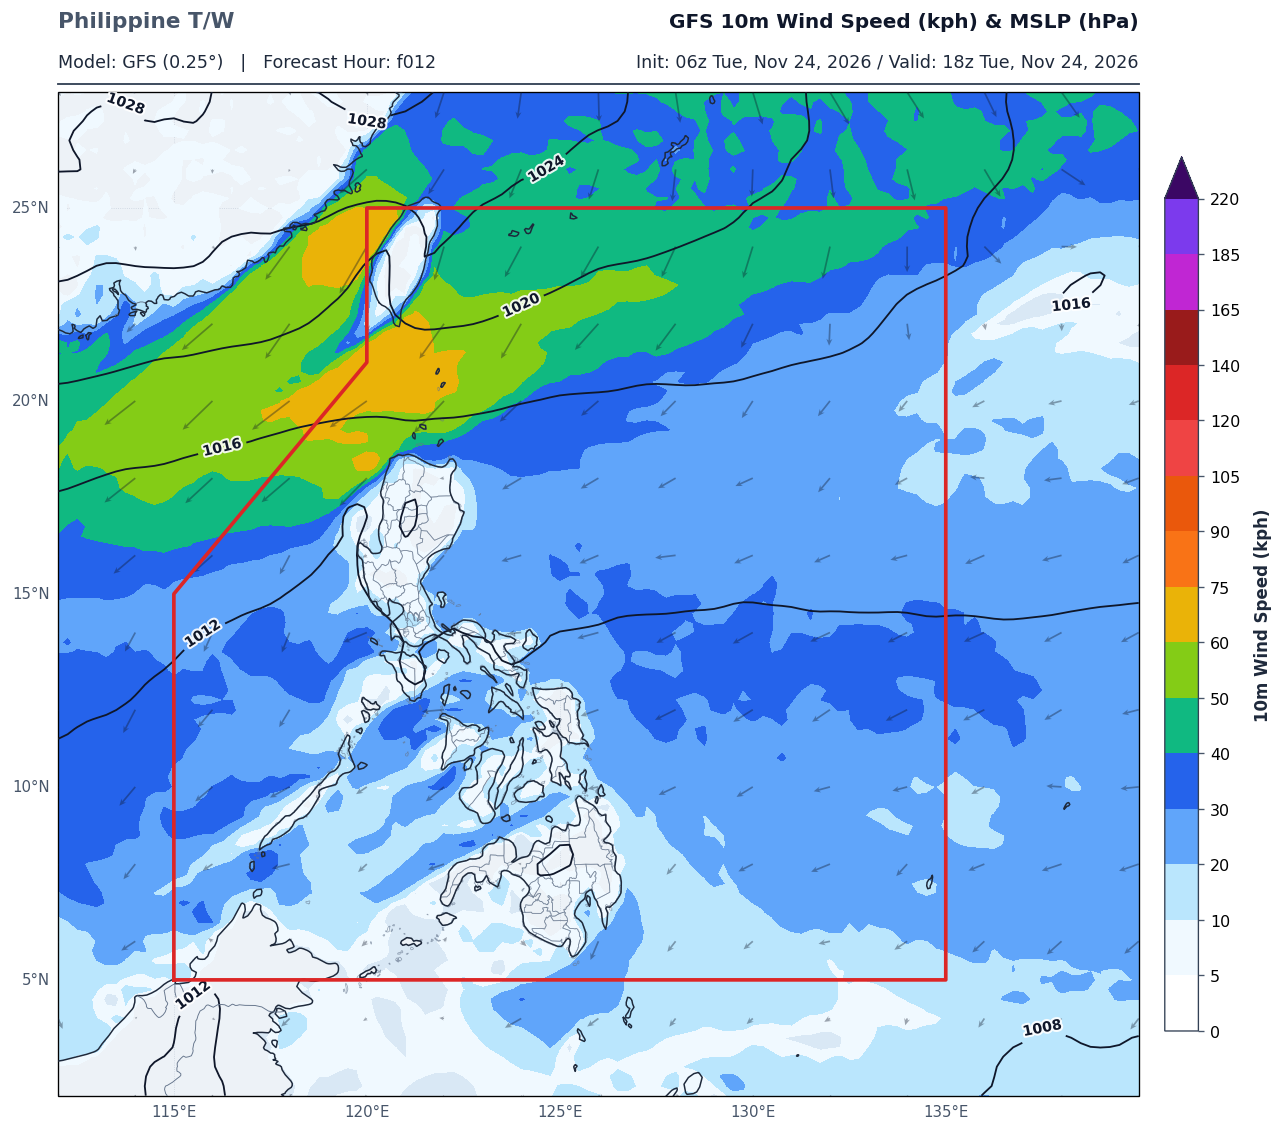 Philippine T/W
GFS 10m Wind Speed (kph) & MSLP (hPa)
Model: GFS (0.25°) | Forecast Hour: f012
Init: 06z Tue, Nov 24, 2026 / Valid: 18z Tue, Nov 24, 2026
1028
1028
1024
1020
1016
1016
1012
1012
1008
25°N
20°N
15°N
10°N
5°N
115°E
120°E
125°E
130°E
135°E
220
185
165
140
120
105
90
75
60
50
40
30
20
10
5
0
10m Wind Speed (kph)